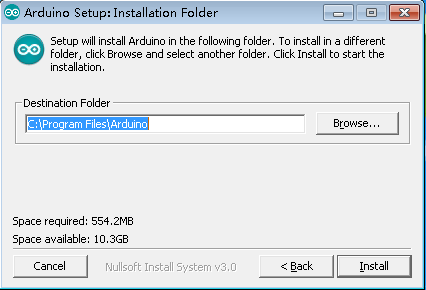 Arduino Setup: Installation Folder
Setup will install Arduino in the following folder. To install in a different
folder, click Browse and select another folder. Click Install to start the
installation.
Destination Folder
C:\Program Files\Arduino
Browse...
Space required: 554.2MB
Space available: 10.3GB
Cancel
Nullsoft Install System v3.0
< Back
Install